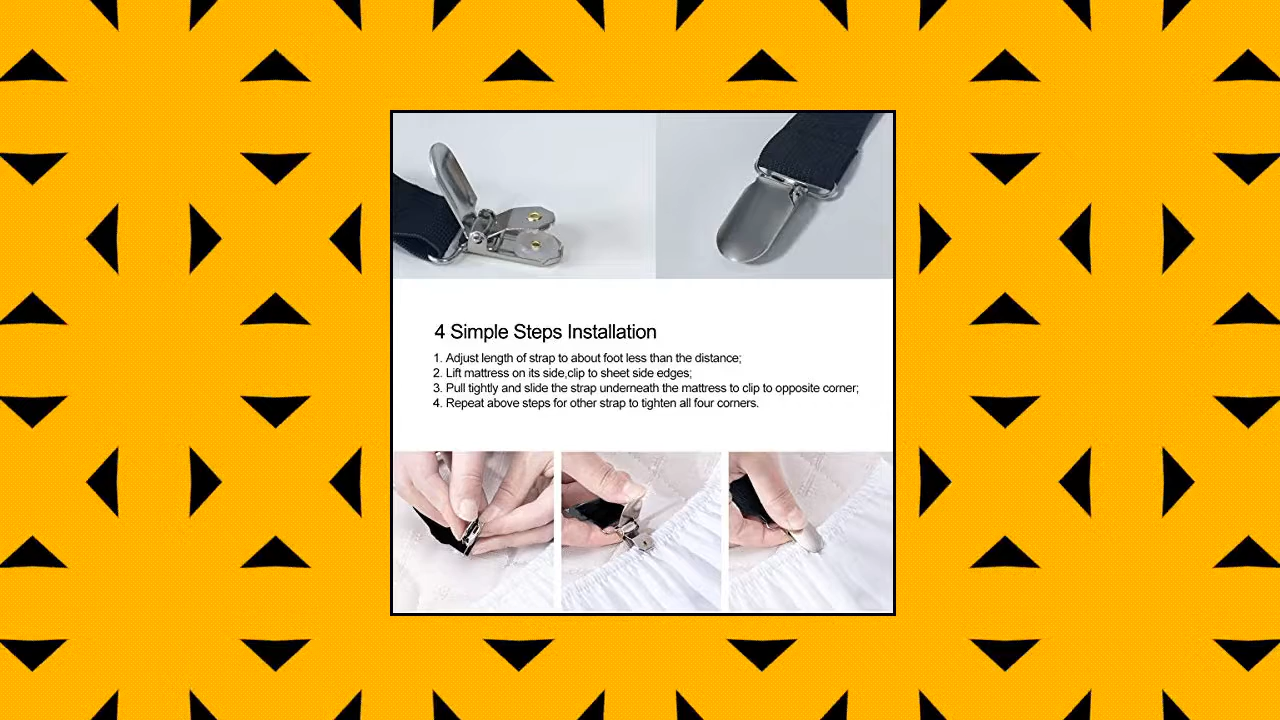 4 Simple Steps Installation
1. Adjust length of strap to about foot less than the distance;
2. Lift mattress on its side,clip to sheet side edges;
3. Pull tightly and slide the strap underneath the mattress to clip to opposite corner;
4. Repeat above steps for other strap to tighten all four corners.